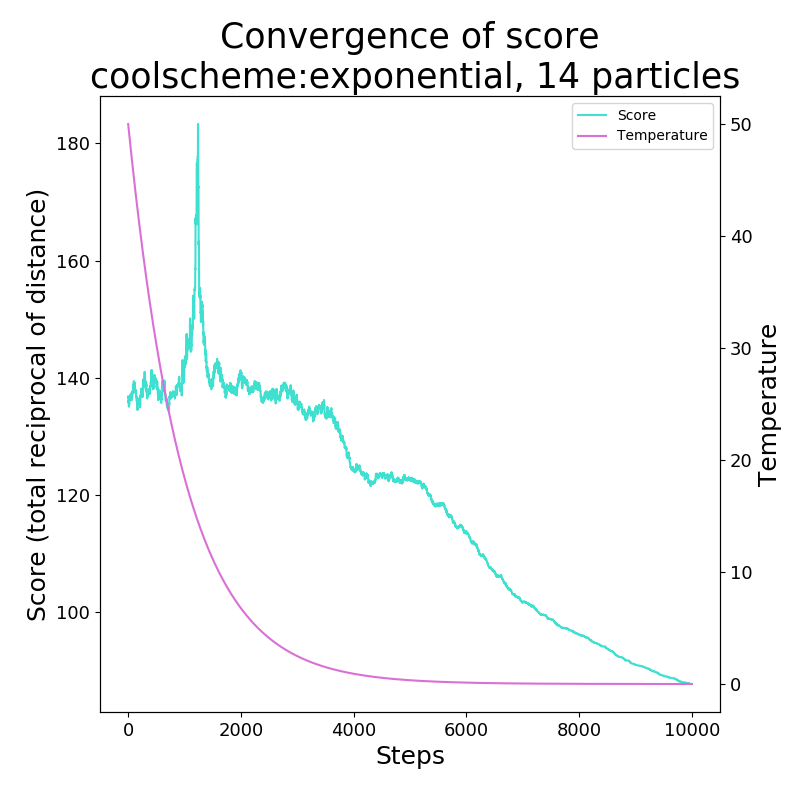 Convergence of score
coolscheme:exponential, 14 particles
Score
Temperature
180
160
140
120
100
Score (total reciprocal of distance)
50
40
30
20
10
0
Temperature
0
2000
4000
6000
8000
10000
Steps